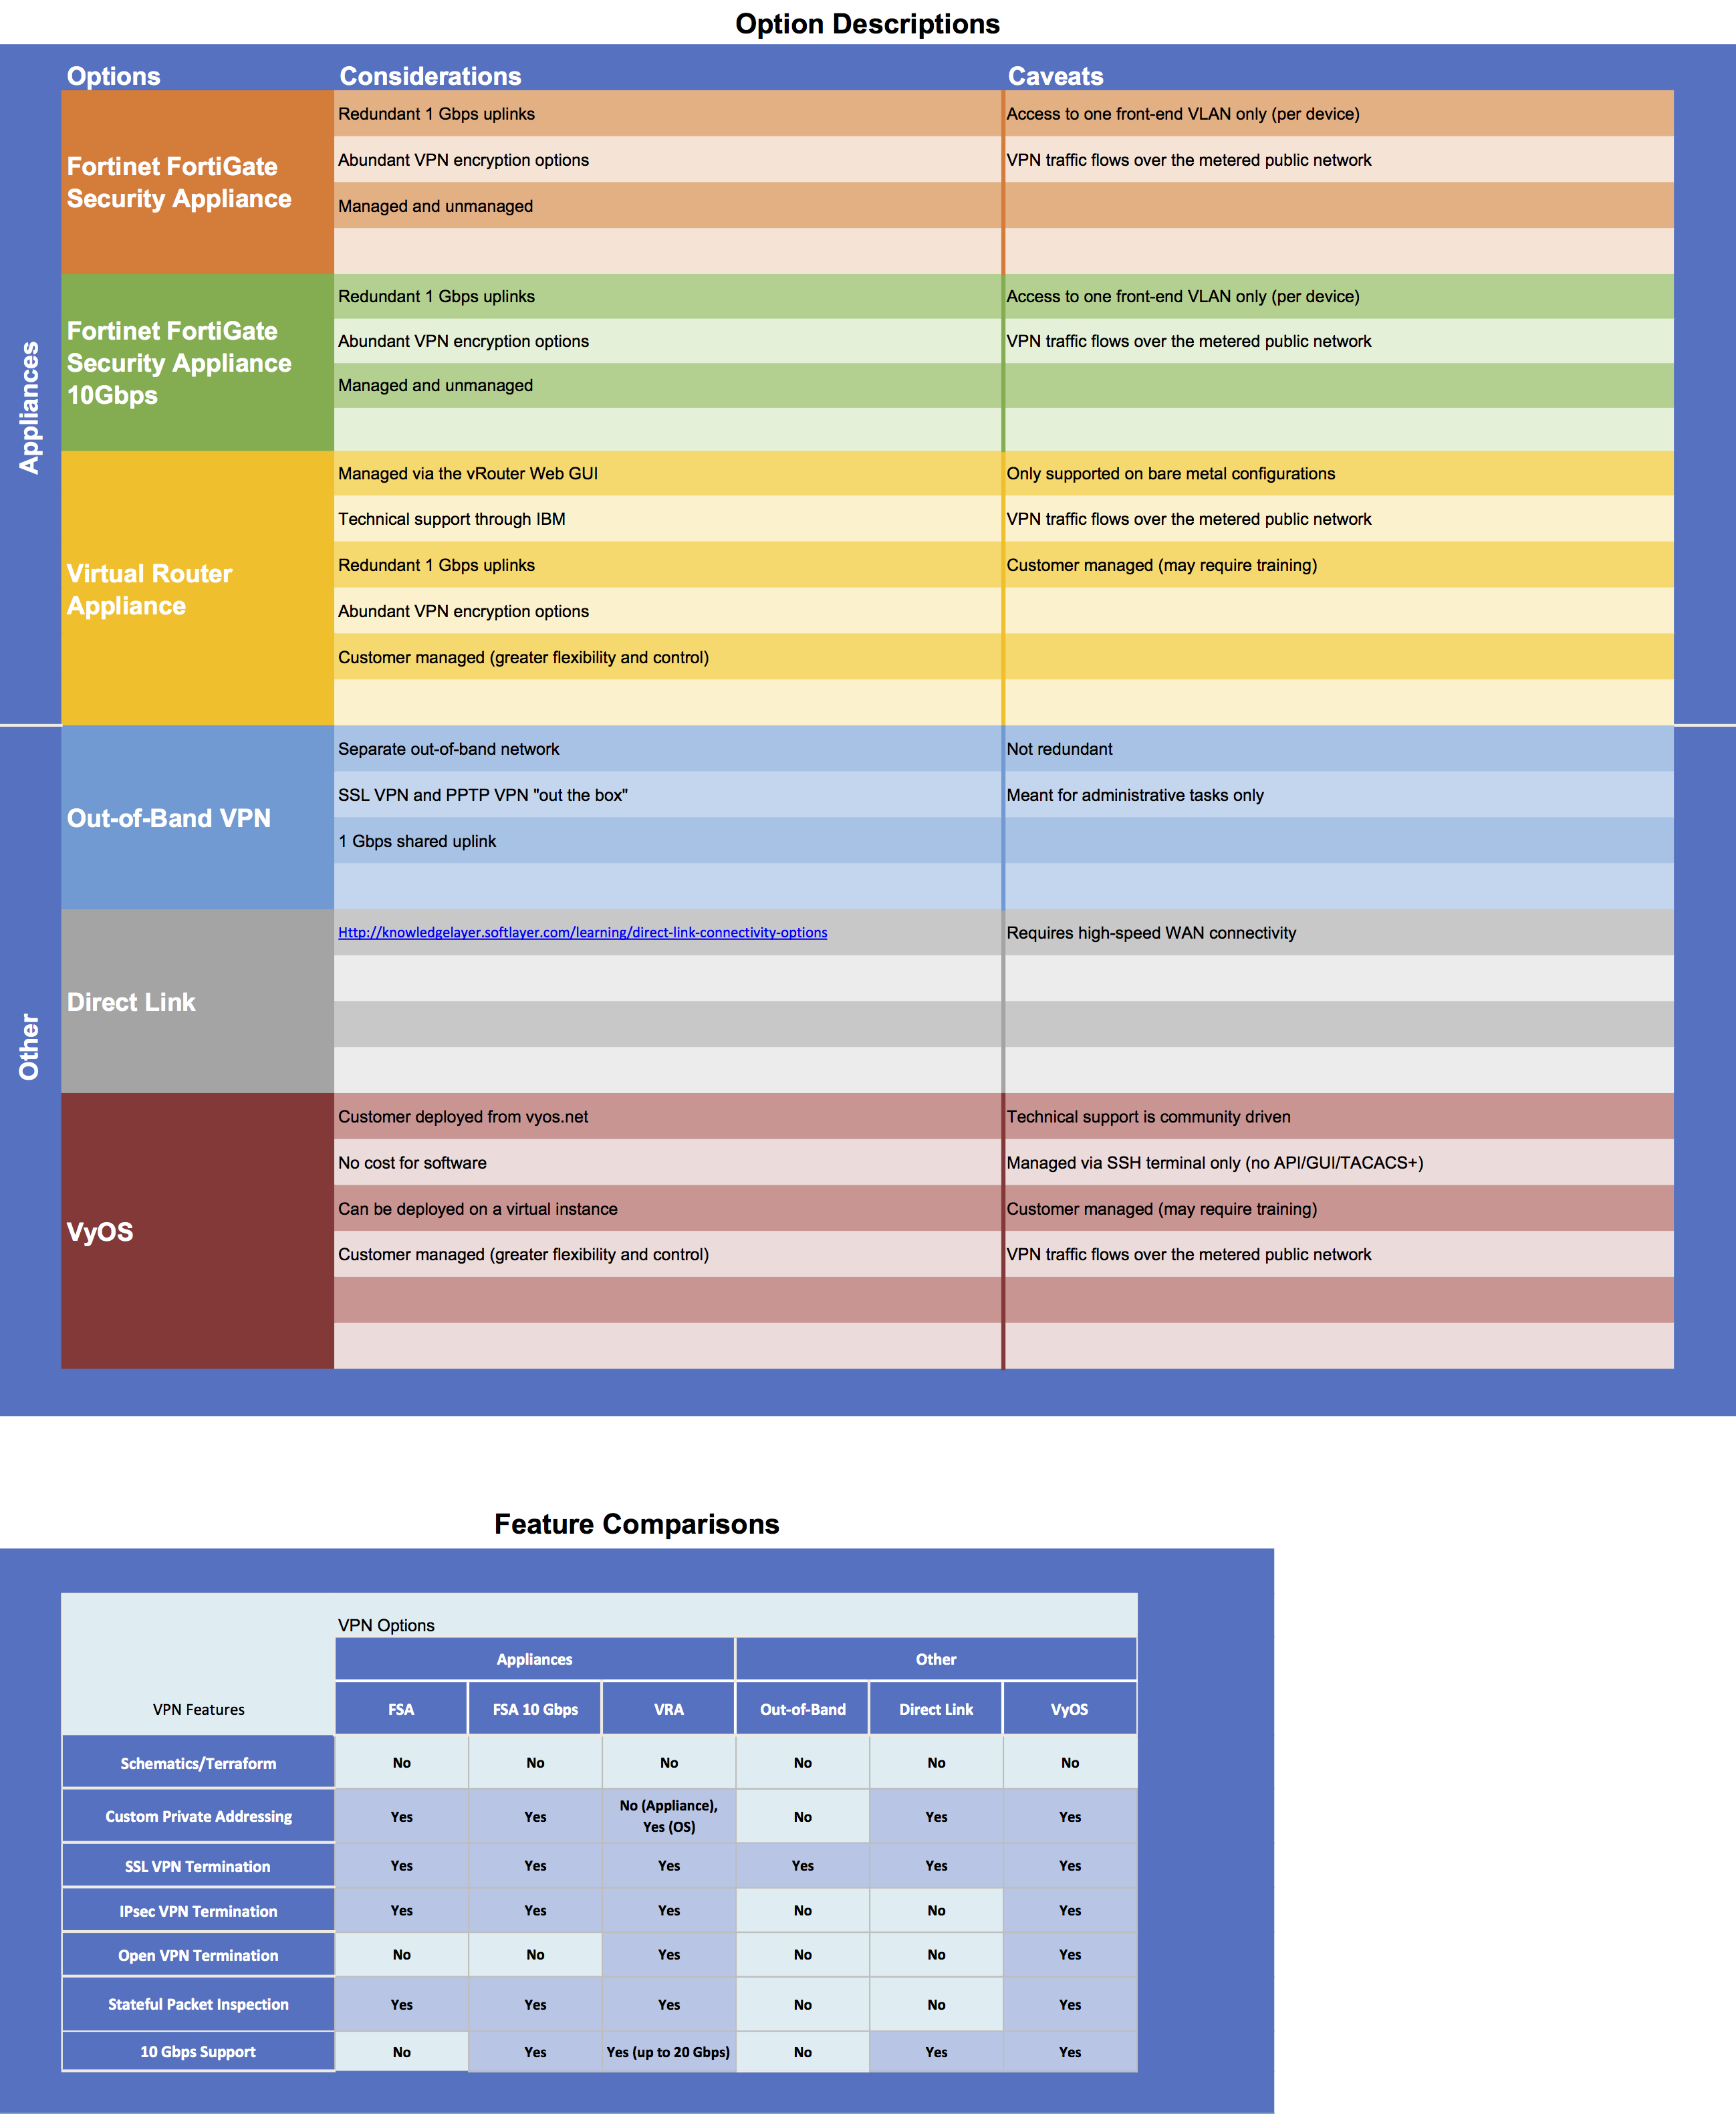 Option Descriptions
Options Considerations Caveats
Appliances
Fortinet FortiGate
Security Appliance
Redundant 1 Gbps uplinks Access to one front-end VLAN only (per device)
Abundant VPN encryption options VPN traffic flows over the metered public network
Managed and unmanaged
Fortinet FortiGate
Security Appliance
10Gbps
Redundant 1 Gbps uplinks Access to one front-end VLAN only (per device)
Abundant VPN encryption options VPN traffic flows over the metered public network
Managed and unmanaged
Virtual Router
Appliance
Managed via the vRouter Web GUI Only supported on bare metal configurations
Technical support through IBM VPN traffic flows over the metered public network
Redundant 1 Gbps uplinks Customer managed (may require training)
Abundant VPN encryption options
Customer managed (greater flexibility and control)
Other
Out-of-Band VPN
Separate out-of-band network Not redundant
SSL VPN and PPTP VPN "out the box" Meant for administrative tasks only
1 Gbps shared uplink
Direct Link
Http://knowledgelayer.softlayer.com/learning/direct-link-connectivity-options Requires high-speed WAN connectivity
VyOS
Customer deployed from vyos.net Technical support is community driven
No cost for software Managed via SSH terminal only (no API/GUI/TACACS+)
Can be deployed on a virtual instance Customer managed (may require training)
Customer managed (greater flexibility and control) VPN traffic flows over the metered public network
Feature Comparisons
VPN Options
Appliances Other
VPN Features FSA FSA 10 Gbps VRA Out-of-Band Direct Link VyOS
Schematics/Terraform No No No No No No
Custom Private Addressing Yes Yes No (Appliance), Yes (OS) No Yes Yes
SSL VPN Termination Yes Yes Yes Yes Yes Yes
IPsec VPN Termination Yes Yes Yes No No Yes
Open VPN Termination No No Yes No No Yes
Stateful Packet Inspection Yes Yes Yes No No Yes
10 Gbps Support No Yes Yes (up to 20 Gbps) No Yes Yes